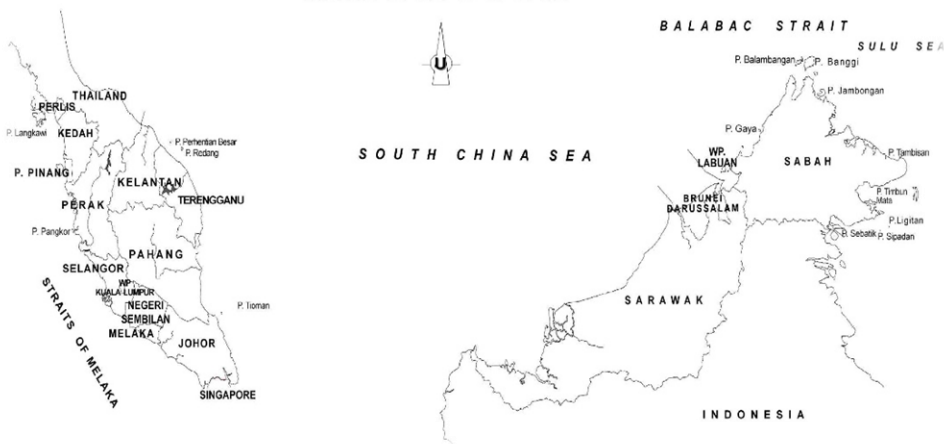 BALABAC STRAIT
SULU SEA
U
P. Balambangan
P. Banggi
P. Jambongan
THAILAND
PERLIS
P. Langkawi
KEDAH
P. Perhentian Besar
P. Redang
P. Gaya
SOUTH CHINA SEA
WP.
LABUAN
SABAH
P. Tambisan
P. PINANG
KELANTAN
TERENGGANU
PERAK
BRUNEI
DARUSSALAM
P. Timbun
Mata
P. Ligitan
P. Pangkor
P. Sebatik
P. Sipadan
PAHANG
SELANGOR
WP
KUALA LUMPUR
NEGERI
SEMBILAN
P. Tioman
SARAWAK
MELAKA
JOHOR
STRAITS OF MELAKA
SINGAPORE
INDONESIA